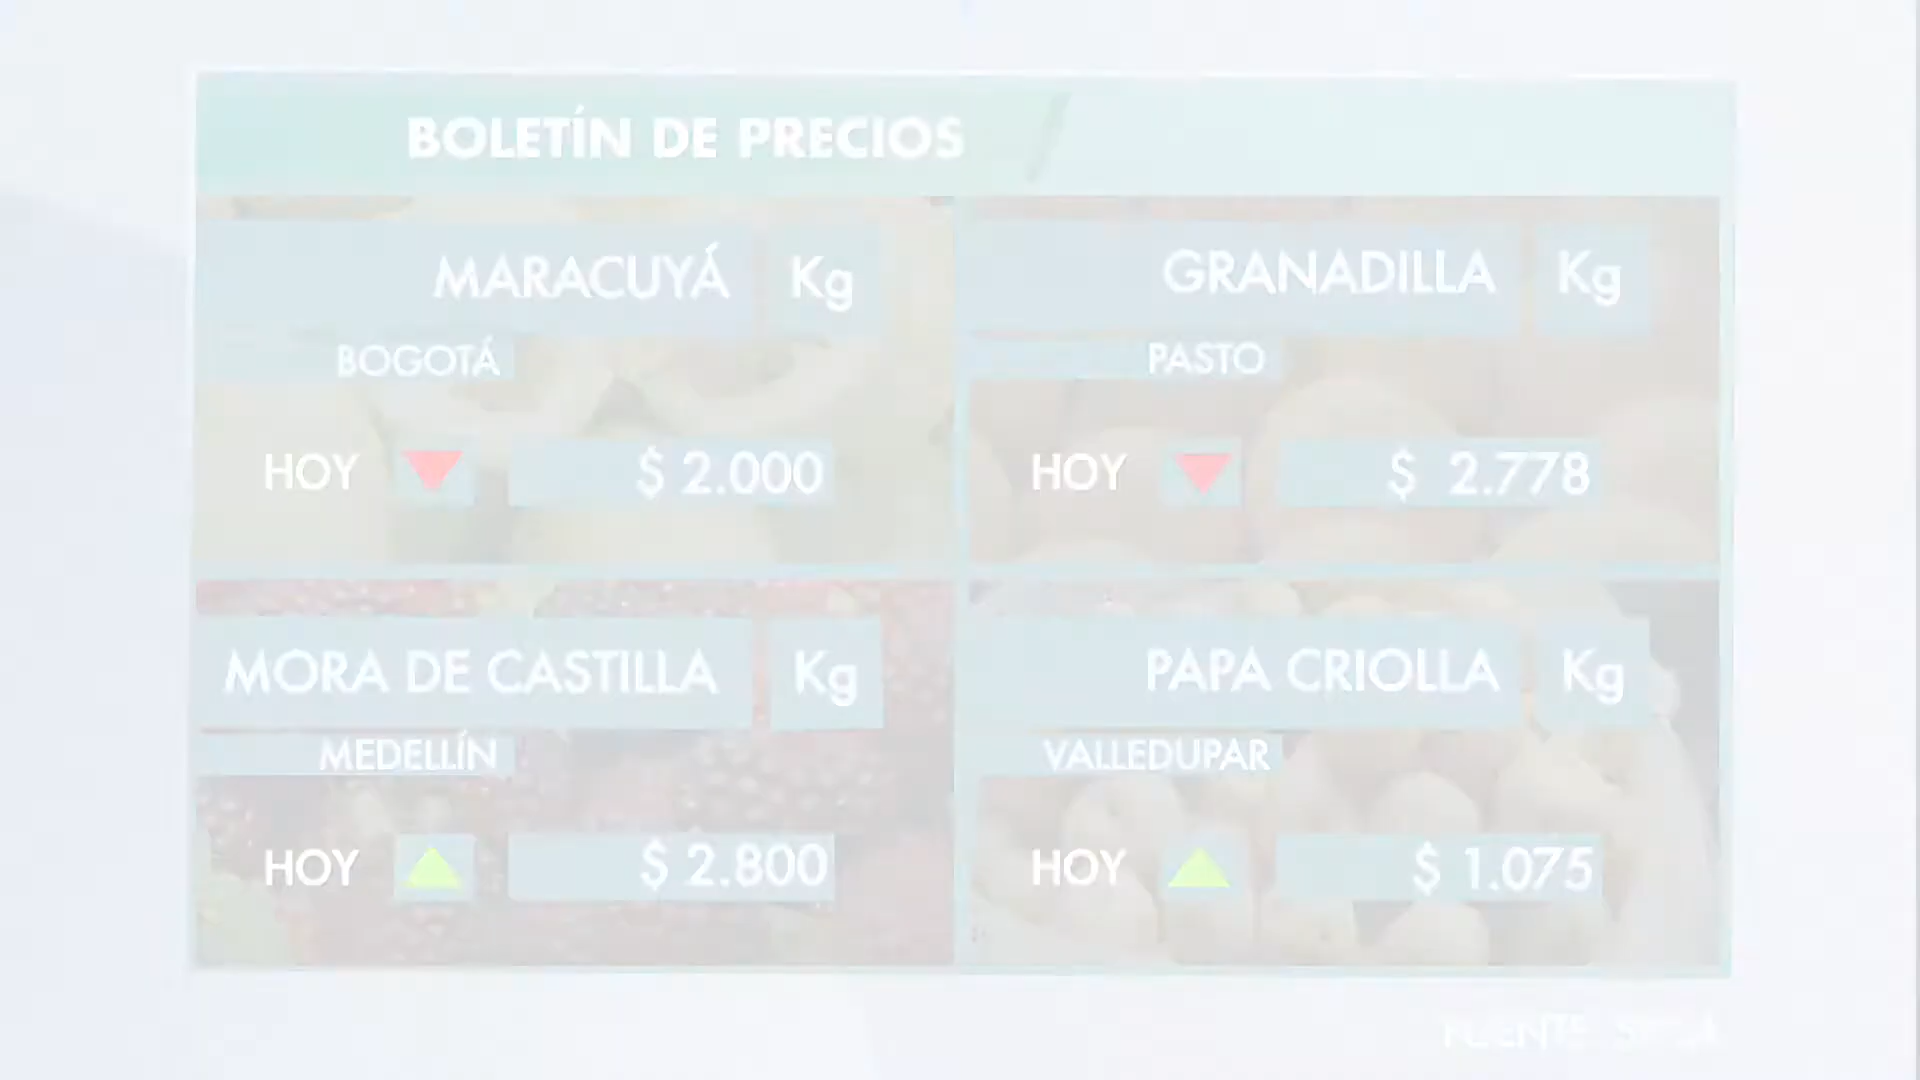 BOLETÍN DE PRECIOS
MARACUYÁ Kg
BOGOTÁ
HOY $ 2.000
GRANADILLA Kg
PASTO
HOY $ 2.778
MORA DE CASTILLA Kg
MEDELLÍN
HOY $ 2.800
PAPA CRIOLLA Kg
VALLEDUPAR
HOY $ 1.075
FUENTE